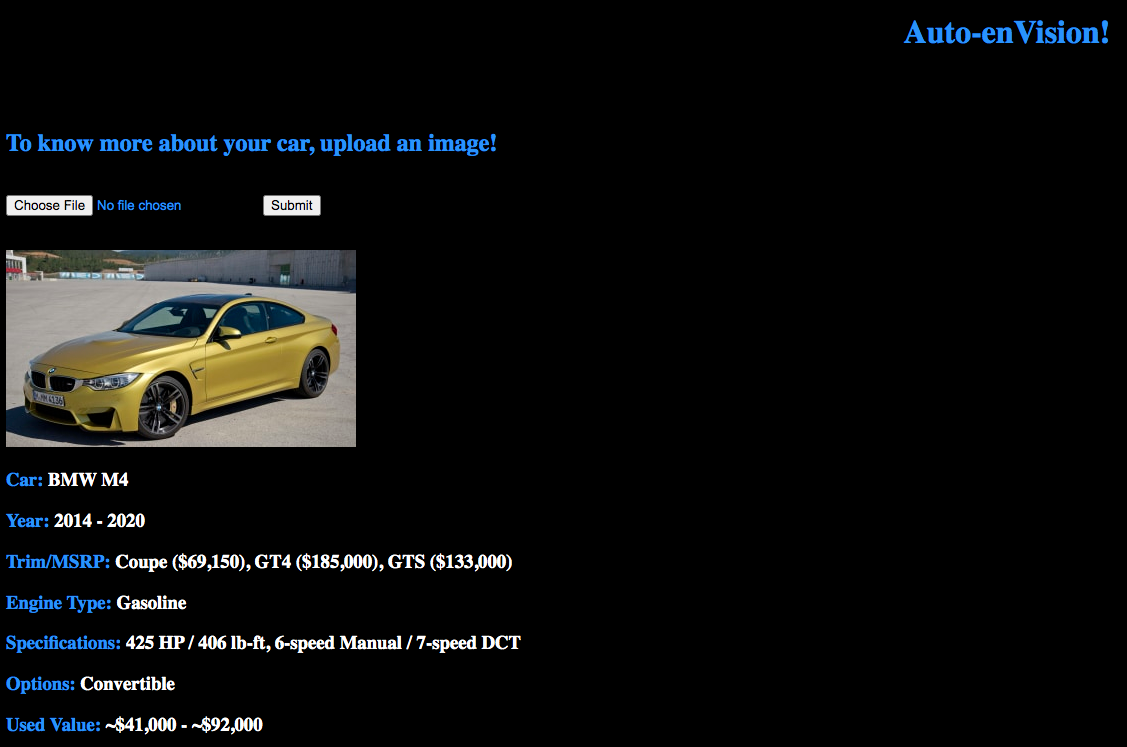 Auto-enVision!
To know more about your car, upload an image!
Choose File No file chosen Submit
Car: BMW M4
Year: 2014 - 2020
Trim/MSRP: Coupe ($69,150), GT4 ($185,000), GTS ($133,000)
Engine Type: Gasoline
Specifications: 425 HP / 406 lb-ft, 6-speed Manual / 7-speed DCT
Options: Convertible
Used Value: ~$41,000 - ~$92,000